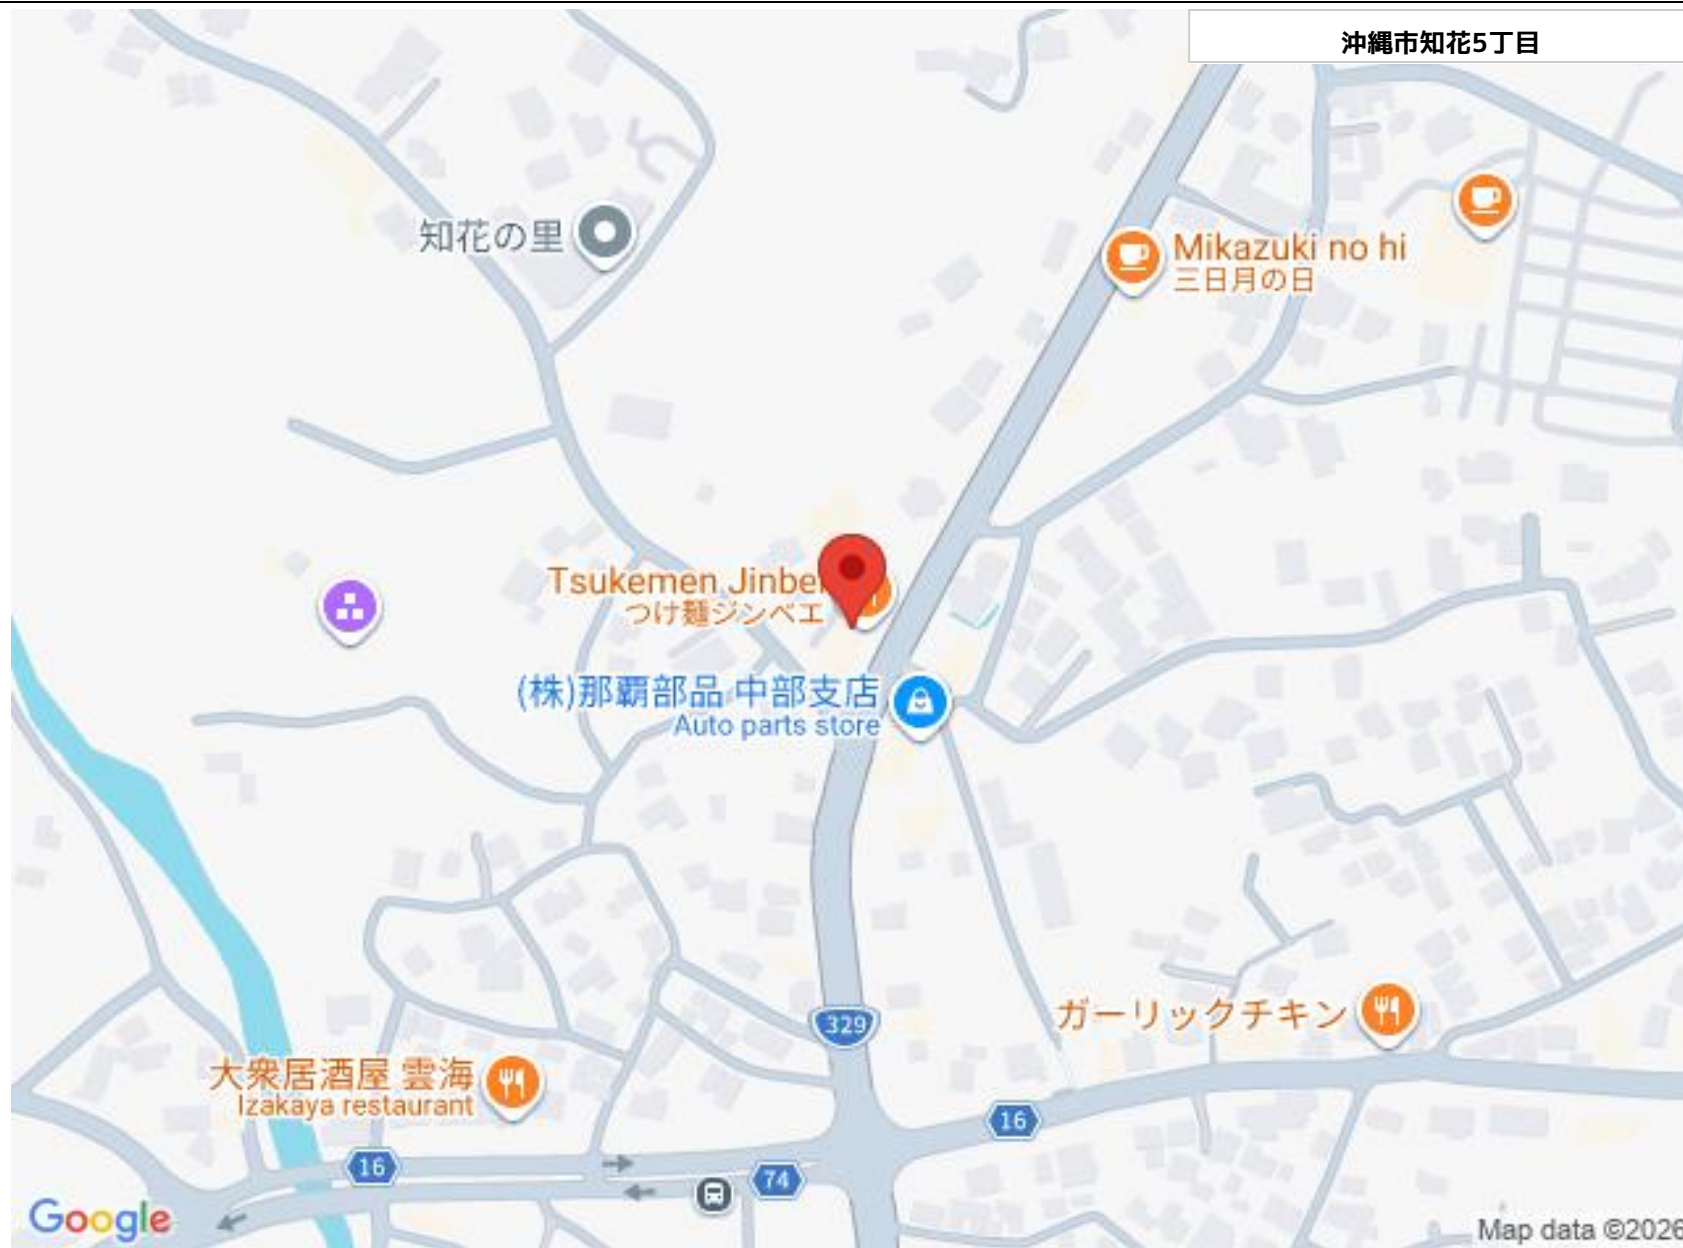 沖縄市知花5丁目
知花の里
Mikazuki no hi
三日月の日
Tsukemen Jinbe
つけ麺ジンベエ
(株)那覇部品 中部支店
Auto parts store
329
ガーリックチキン
大衆居酒屋 雲海
Izakaya restaurant
16
16
74
Google
Map data ©2026